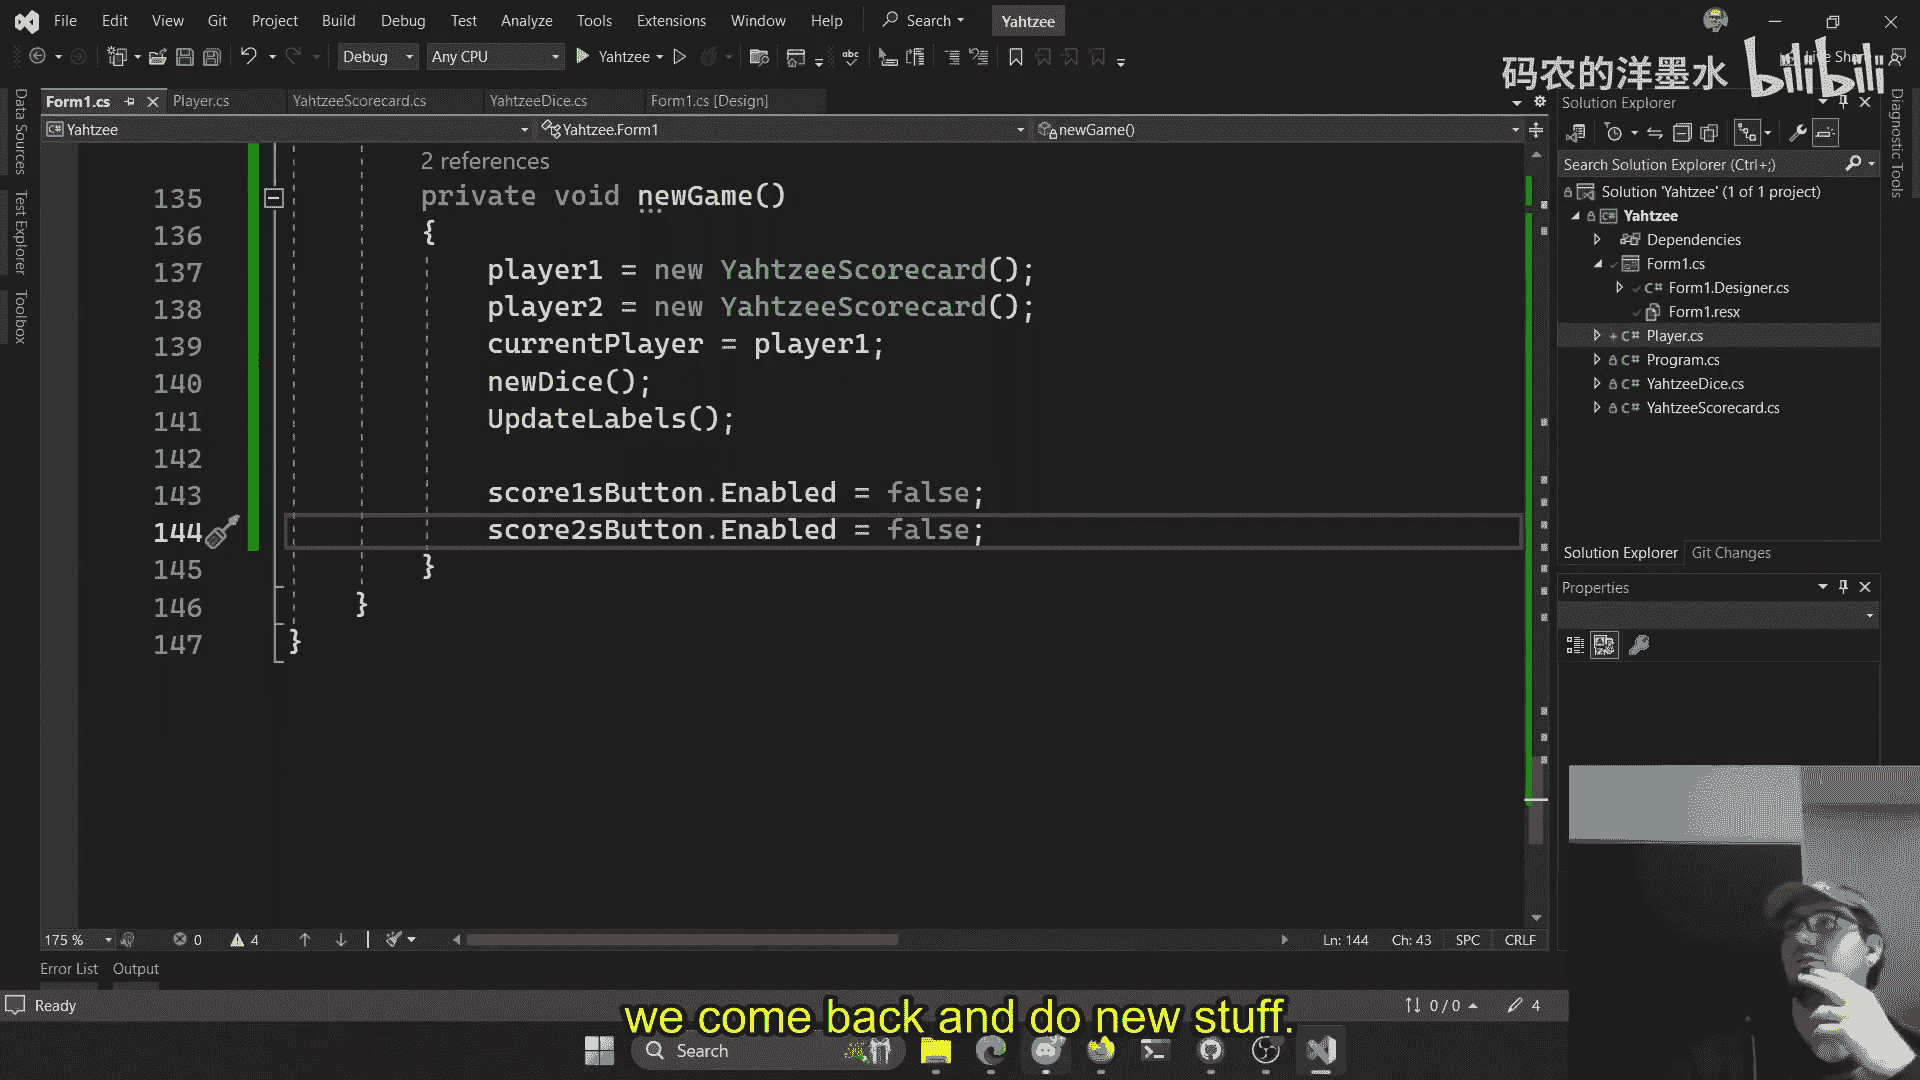 File Edit View Git Project Build Debug Test Analyze Tools Extensions Window Help Search Yahtzee
Debug Any CPU Yahtzee
码农的洋墨水 bilibili
Form1.cs Player.cs YahtzeeScorecard.cs YahtzeeDice.cs Form1.cs [Design]
Yahtzee Yahtzee.Form1 newGame()
Data Sources
Test Explorer
Toolbox
2 references
135 private void newGame()
136 {
137 player1 = new YahtzeeScorecard();
138 player2 = new YahtzeeScorecard();
139 currentPlayer = player1;
140 newDice();
141 UpdateLabels();
142
143 score1sButton.Enabled = false;
144 score2sButton.Enabled = false;
145 }
146 }
147 }
175 % 0 4 Ln: 144 Ch: 43 SPC CRLF
Error List Output
Solution Explorer
Search Solution Explorer (Ctrl+;)
Solution 'Yahtzee' (1 of 1 project)
Yahtzee
Dependencies
Form1.cs
C# Form1.Designer.cs
Form1.resx
C# Player.cs
C# Program.cs
C# YahtzeeDice.cs
C# YahtzeeScorecard.cs
Solution Explorer Git Changes
Properties
Diagnostic Tools
Ready 0 / 0 4
we come back and do new stuff.
Search